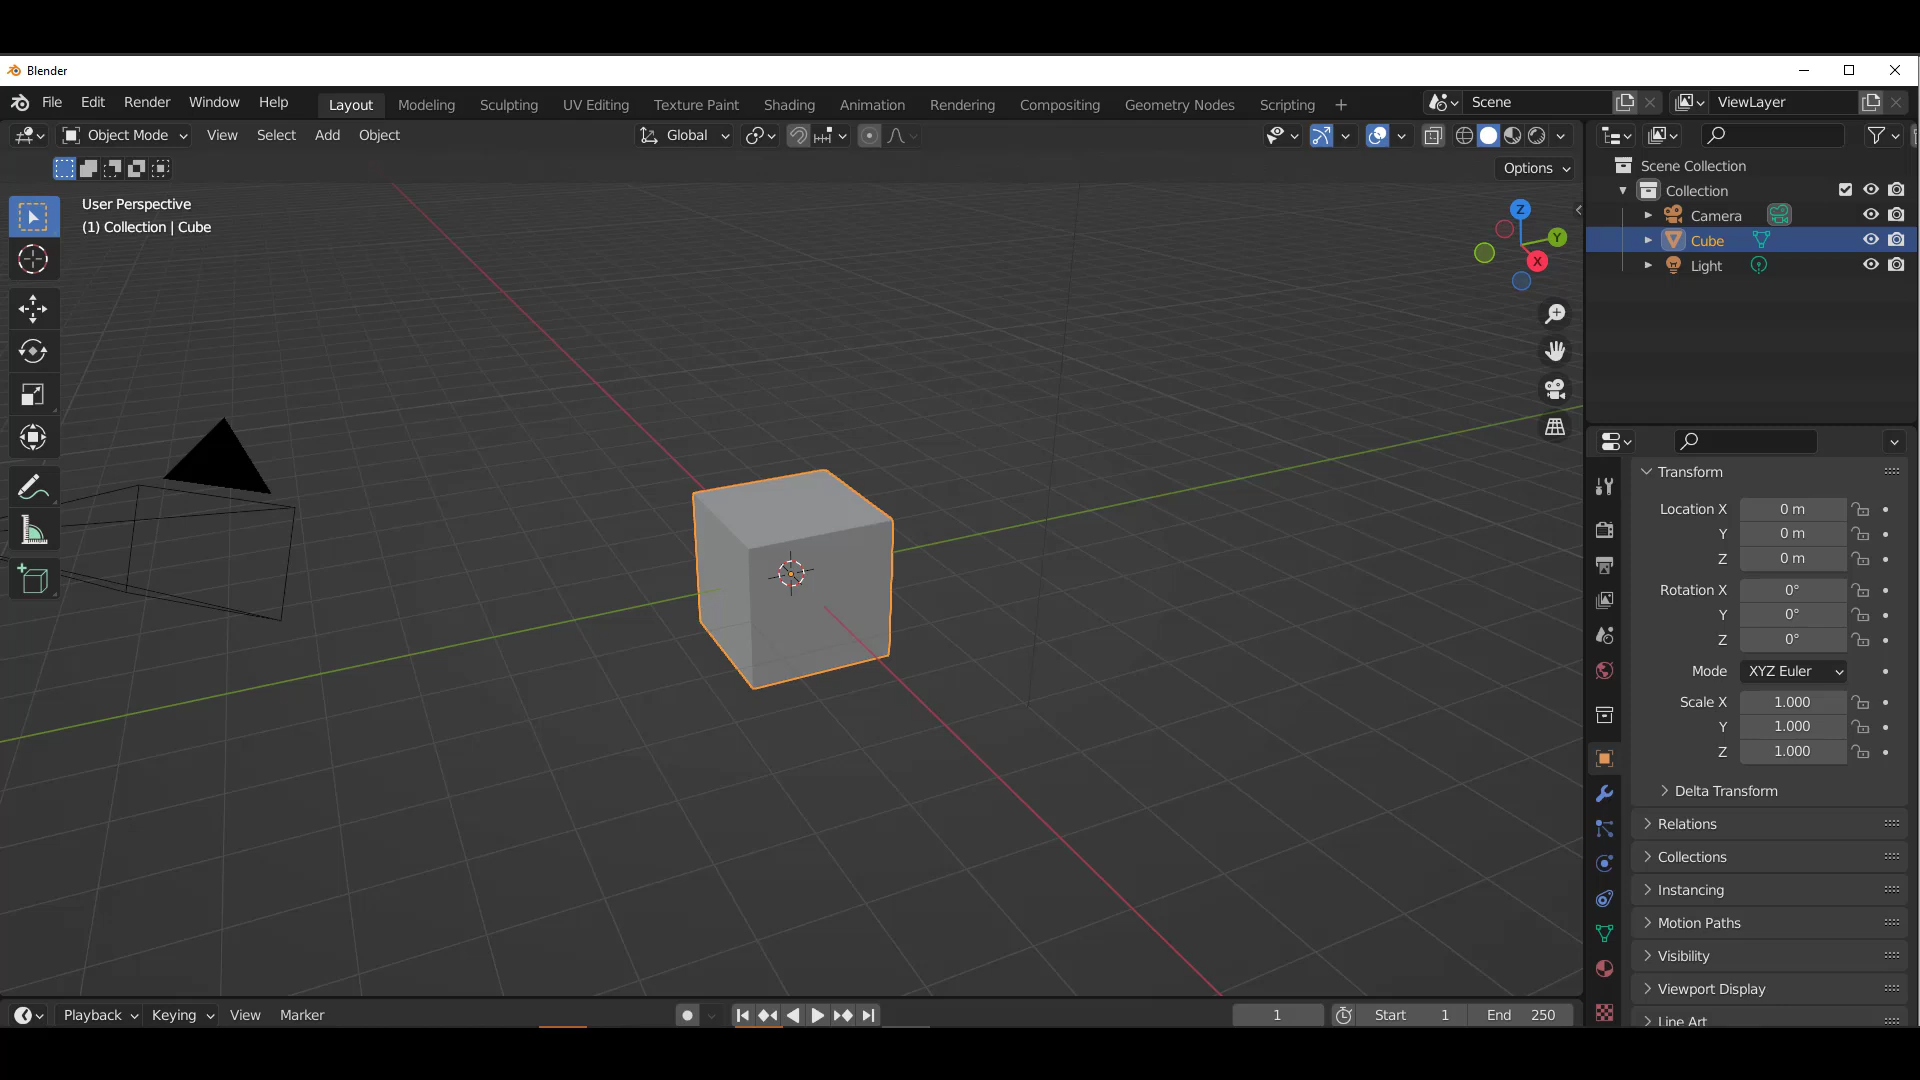 Blender
File Edit Render Window Help Layout Modeling Sculpting UV Editing Texture Paint Shading Animation Rendering Compositing Geometry Nodes Scripting + Scene ViewLayer
Object Mode View Select Add Object Global
Options
User Perspective
(1) Collection | Cube
Z
Y
X
Scene Collection
Collection
Camera
Cube
Light
Transform
Location X 0 m
Y 0 m
Z 0 m
Rotation X 0°
Y 0°
Z 0°
Mode XYZ Euler
Scale X 1.000
Y 1.000
Z 1.000
Delta Transform
Relations
Collections
Instancing
Motion Paths
Visibility
Viewport Display
Line Art
Playback Keying View Marker 1 Start 1 End 250